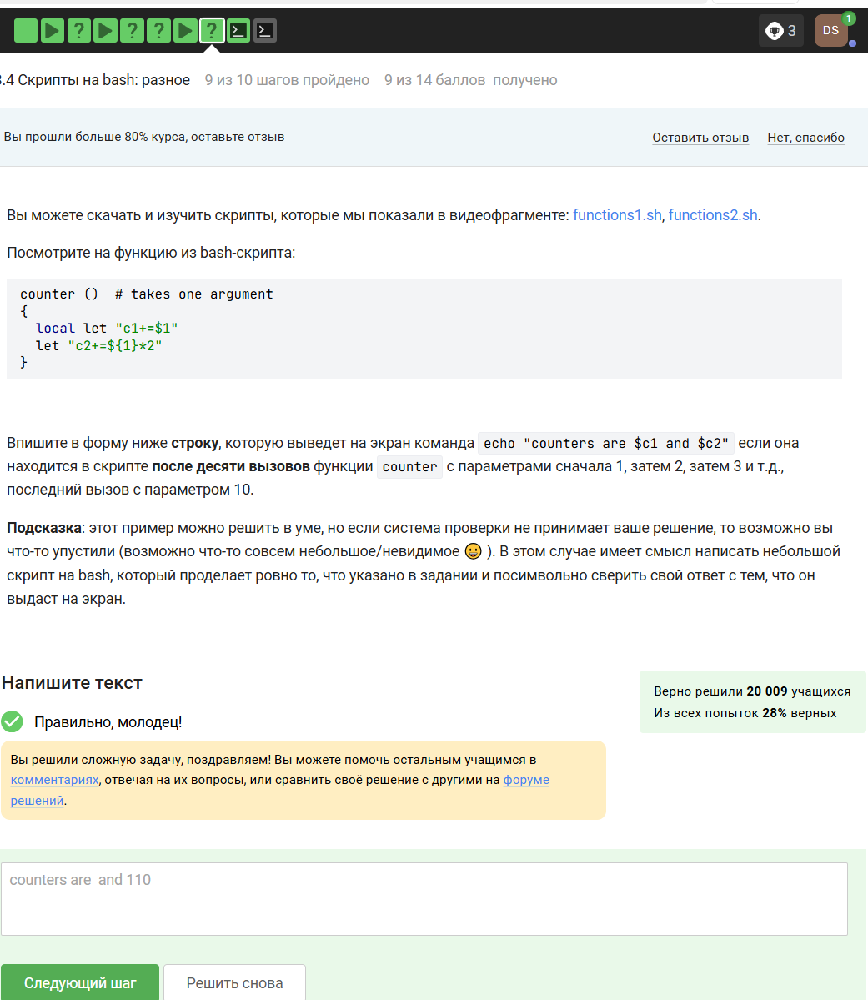 3
DS
1
3.4 Скрипты на bash: разное 9 из 10 шагов пройдено 9 из 14 баллов получено
Вы прошли больше 80% курса, оставьте отзыв
Оставить отзыв Нет, спасибо
Вы можете скачать и изучить скрипты, которые мы показали в видеофрагменте: functions1.sh, functions2.sh.
Посмотрите на функцию из bash-скрипта:
counter ()  # takes one argument
{
  local let "c1+=$1"
  let "c2+=${1}*2"
}
Впишите в форму ниже строку, которую выведет на экран команда echo "counters are $c1 and $c2" если она
находится в скрипте после десяти вызовов функции counter с параметрами сначала 1, затем 2, затем 3 и т.д.,
последний вызов с параметром 10.
Подсказка: этот пример можно решить в уме, но если система проверки не принимает ваше решение, то возможно вы
что-то упустили (возможно что-то совсем небольшое/невидимое 😀 ). В этом случае имеет смысл написать небольшой
скрипт на bash, который проделает ровно то, что указано в задании и посимвольно сверить свой ответ с тем, что он
выдаст на экран.
Напишите текст
Верно решили 20 009 учащихся
Из всех попыток 28% верных
Правильно, молодец!
Вы решили сложную задачу, поздравляем! Вы можете помочь остальным учащимся в
комментариях, отвечая на их вопросы, или сравнить своё решение с другими на форуме
решений.
counters are  and 110
Следующий шаг Решить снова